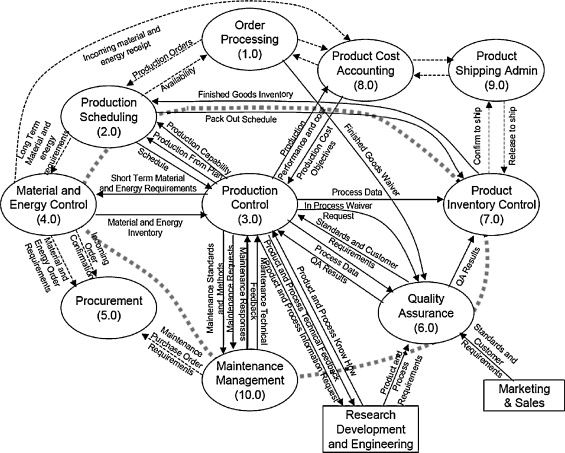 Order
Processing
(1.0)
Incoming material and
energy receipt
Production Orders
Availability
Product Cost
Accounting
(8.0)
Product
Shipping Admin
(9.0)
Production
Scheduling
(2.0)
Finished Goods Inventory
Pack Out Schedule
Production
Performance and co
Production Cost
Objectives
Finished Goods Waiver
Confirm to ship
Release to ship
Long Term
Material and
energy
requirements
Production Capability
Production From Plan
Schedule
Material and
Energy Control
(4.0)
Short Term Material
and Energy Requirements
Material and Energy
Inventory
Production
Control
(3.0)
Process Data
In Process Waiver
Request
Standards and Customer
Requirements
Process Data
QA Results
Product
Inventory Control
(7.0)
Incoming
Order
Confirmation
Material and
Energy Order
Requirements
Procurement
(5.0)
Maintenance Standards
and Methods
Maintenance Requests
Maintenance Responses
Maintenance Technical
Feedback
Product and Process Technical Feedback
Product and Process Information Request
Product and Process Know How
Quality
Assurance
(6.0)
QA Results
Maintenance
Purchase Order
Requirements
Maintenance
Management
(10.0)
Product and
Process
Requirements
Standards and
Customer
Requirements
Marketing
& Sales
Research
Development
and Engineering